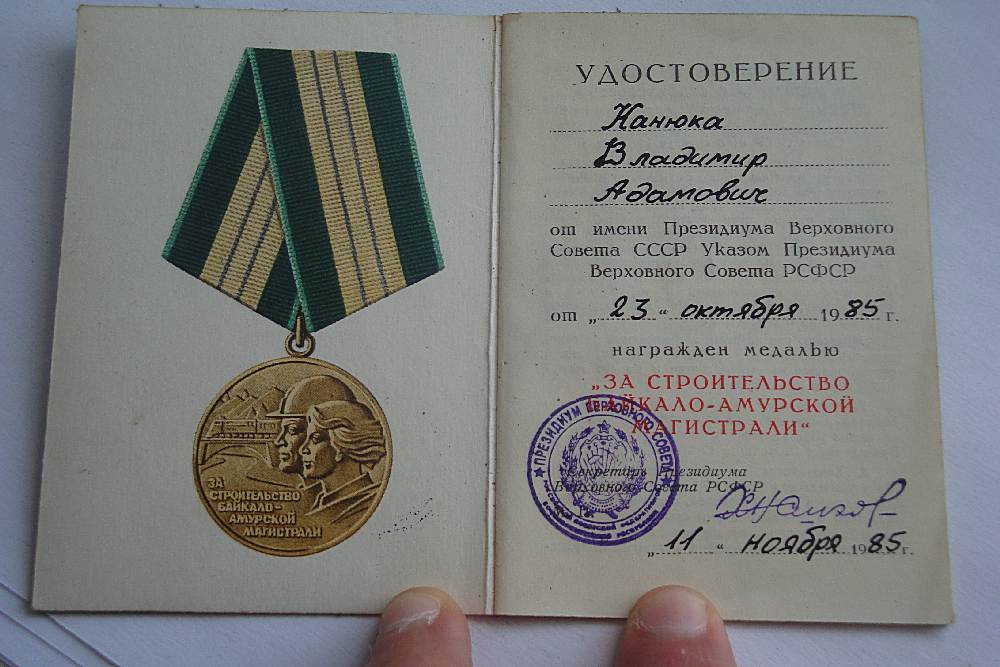 ЗА
СТРОИТЕЛЬСТВО
БАЙКАЛО-
АМУРСКОЙ
МАГИСТРАЛИ
УДОСТОВЕРЕНИЕ
Канюка
Владимир
Адамович
от имени Президиума Верховного
Совета СССР Указом Президиума
Верховного Совета РСФСР
от „23“ октября 1985 г.
награжден медалью
„ЗА СТРОИТЕЛЬСТВО
БАЙКАЛО-АМУРСКОЙ
МАГИСТРАЛИ“
ПРЕЗИДИУМ ВЕРХОВНОГО СОВЕТА
Секретарь Президиума
Верховного Совета РСФСР
„11“ ноября 1985 г.